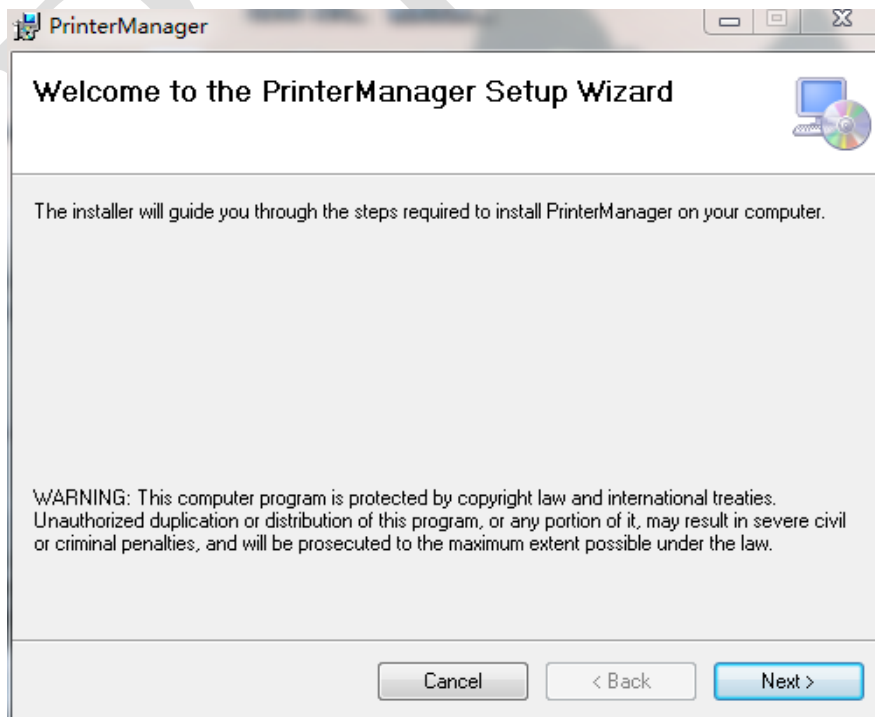 PrinterManager
Welcome to the PrinterManager Setup Wizard
The installer will guide you through the steps required to install PrinterManager on your computer.
WARNING: This computer program is protected by copyright law and international treaties.
Unauthorized duplication or distribution of this program, or any portion of it, may result in severe civil
or criminal penalties, and will be prosecuted to the maximum extent possible under the law.
Cancel
< Back
Next >